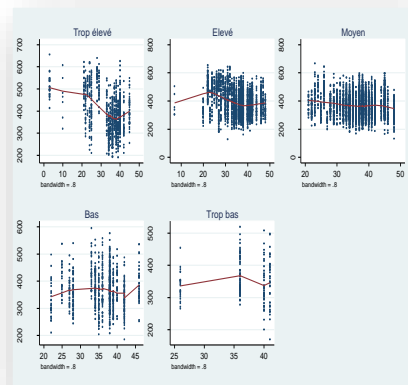 Trop élevé
700
600
500
400
300
200
0 10 20 30 40 50
bandwidth = .8
Elevé
800
600
400
200
0
10 20 30 40 50
bandwidth = .8
Moyen
800
600
400
200
0
20 30 40 50
bandwidth = .8
Bas
600
500
400
300
200
20 25 30 35 40 45
bandwidth = .8
Trop bas
500
400
300
200
25 30 35 40
bandwidth = .8